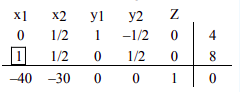 x1 x2 y1 y2 Z
0 1/2 1 –1/2 0 4
1 1/2 0 1/2 0 8
–40 –30 0 0 1 0